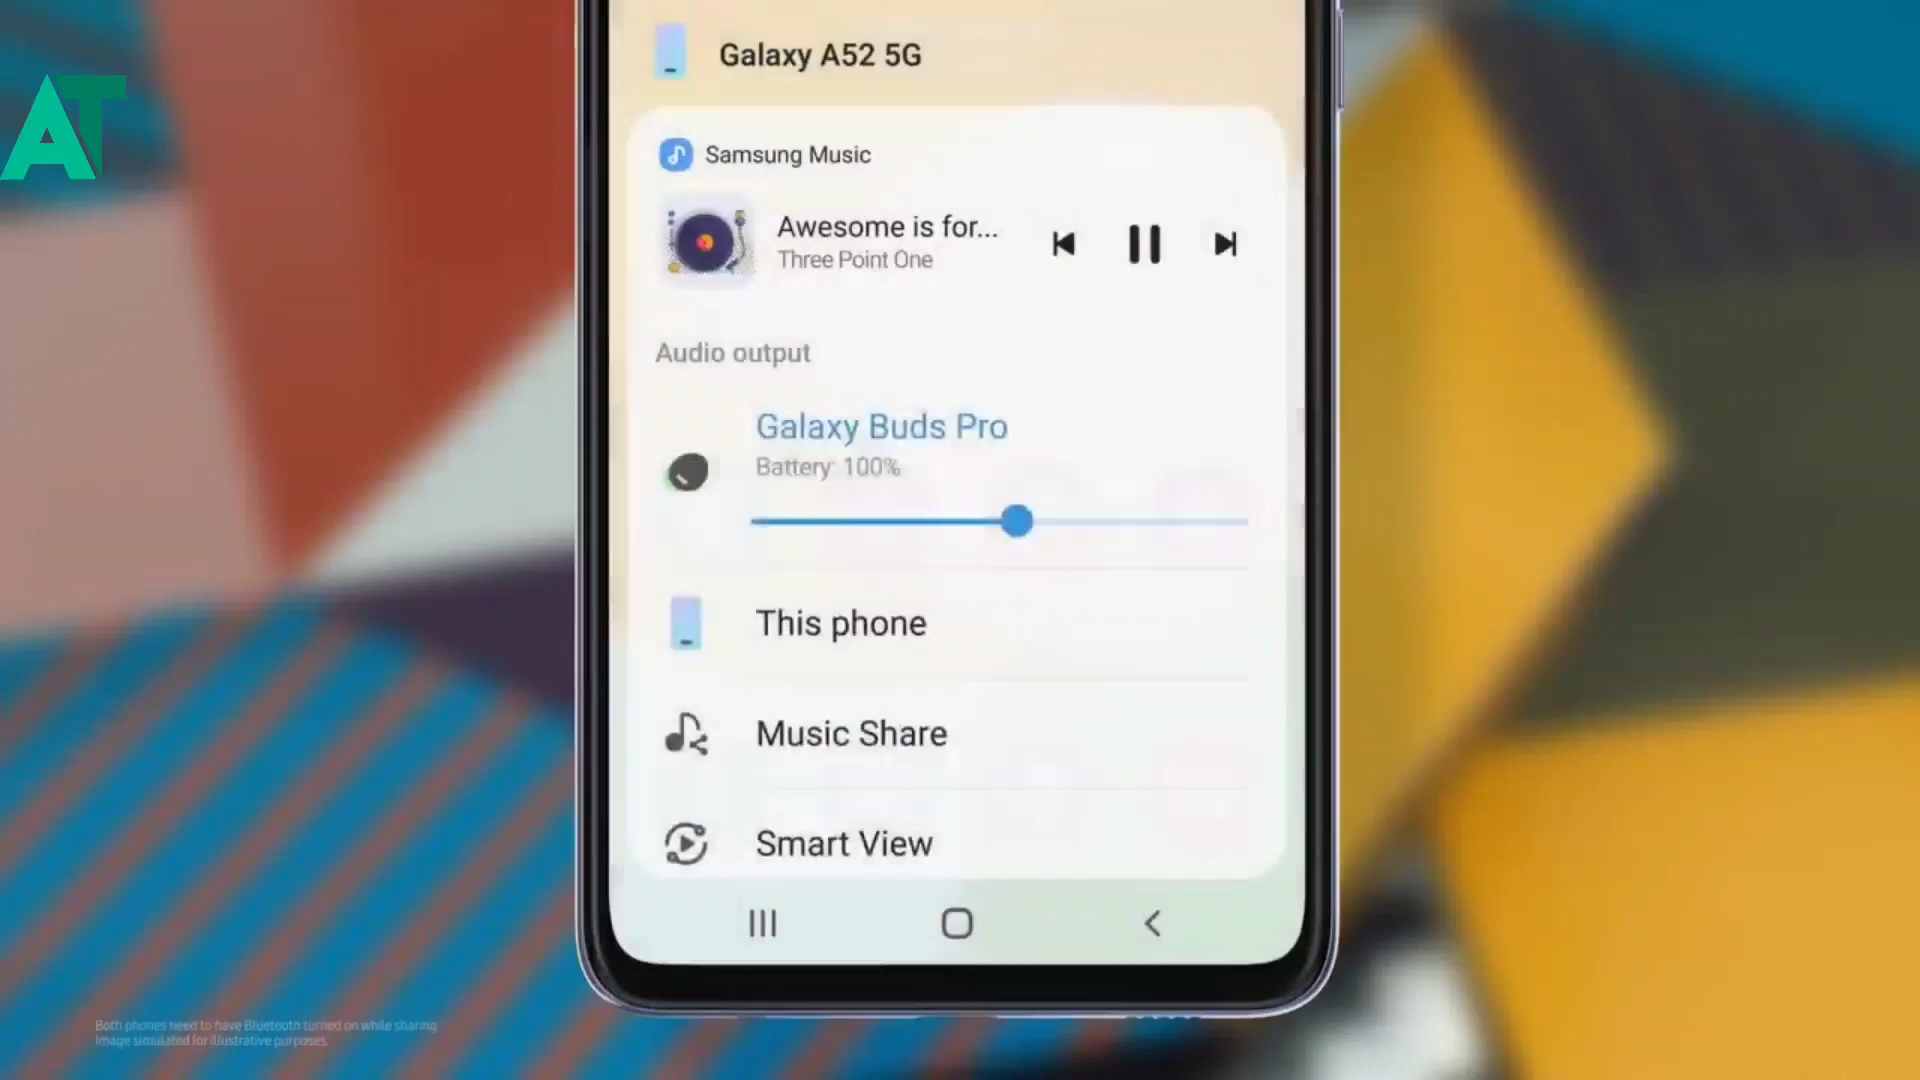 AT
Galaxy A52 5G
Samsung Music
Awesome is for...
Three Point One
Audio output
Galaxy Buds Pro
Battery: 100%
This phone
Music Share
Smart View
Both phones need to have Bluetooth turned on while sharing
Image simulated for illustrative purposes.